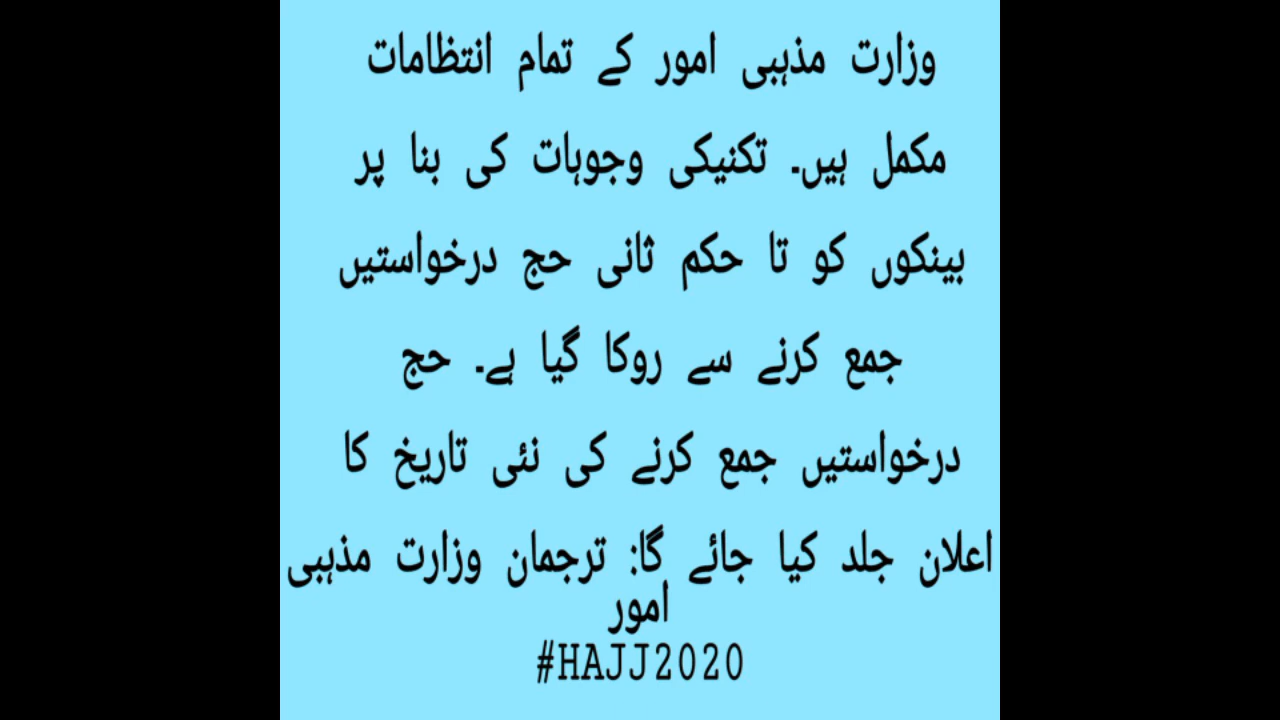 وزارت مذہبی امور کے تمام انتظامات
مکمل ہیں۔ تکنیکی وجوہات کی بنا پر
بینکوں کو تا حکم ثانی حج درخواستیں
جمع کرنے سے روکا گیا ہے۔ حج
درخواستیں جمع کرنے کی نئی تاریخ کا
اعلان جلد کیا جائے گا: ترجمان وزارت مذہبی
امور
#HAJJ2020